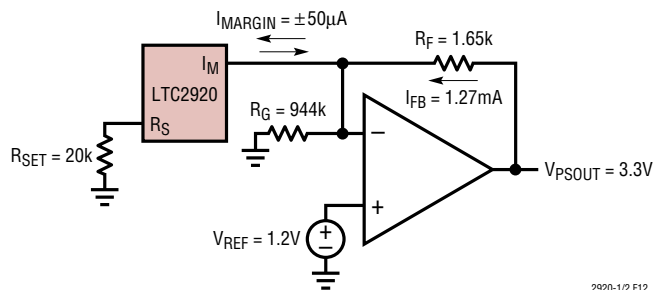 I_MARGIN = ±50µA
R_F = 1.65k
I_M
LTC2920
I_FB = 1.27mA
R_G = 944k
R_S
−
R_SET = 20k
V_PSOUT = 3.3V
+
V_REF = 1.2V
+
−
2920-1/2 F12